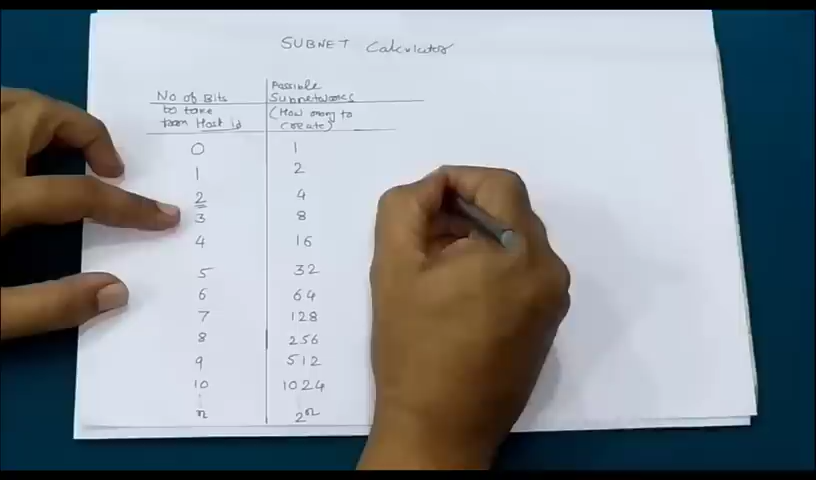 SUBNET Calculator
No of Bits
to take
from Host id
Possible
Subnetworks
(How many to
create)
0 1
1 2
2 4
3 8
4 16
5 32
6 64
7 128
8 256
9 512
10 1024
n 2ⁿ